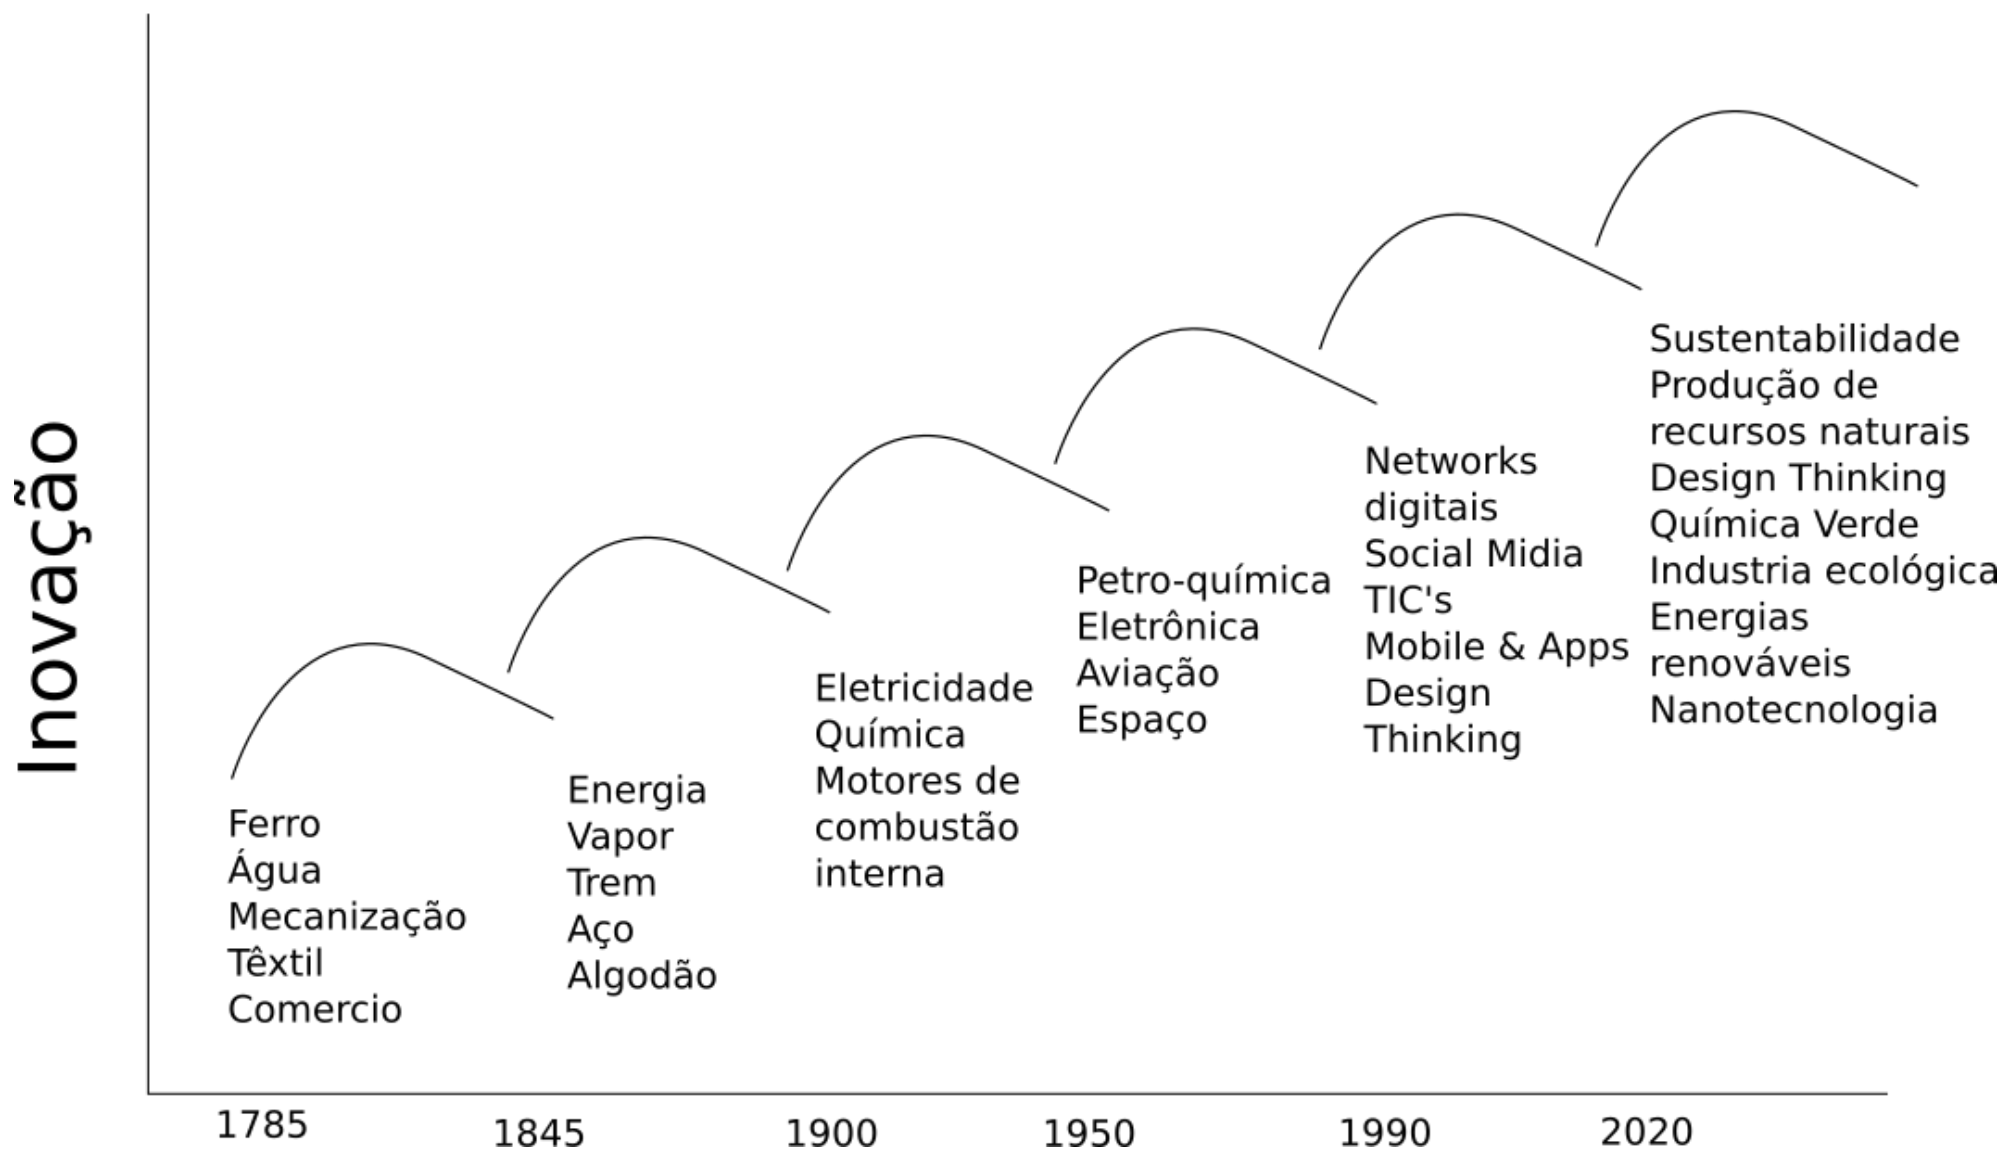 Inovação
Ferro
Água
Mecanização
Têxtil
Comercio
Energia
Vapor
Trem
Aço
Algodão
Eletricidade
Química
Motores de
combustão
interna
Petro-química
Eletrônica
Aviação
Espaço
Networks
digitais
Social Midia
TIC's
Mobile & Apps
Design
Thinking
Sustentabilidade
Produção de
recursos naturais
Design Thinking
Química Verde
Industria ecológica
Energias
renováveis
Nanotecnologia
1785
1845
1900
1950
1990
2020